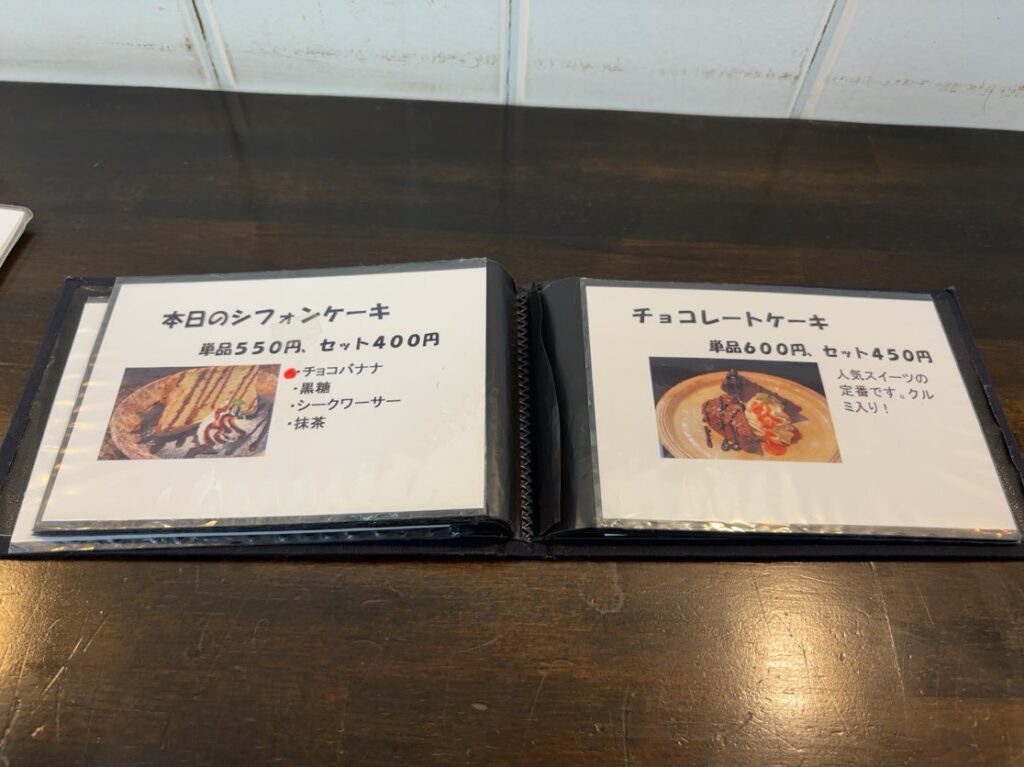 本日のシフォンケーキ
単品550円、セット400円
・チョコバナナ
・黒糖
・シークワーサー
・抹茶
チョコレートケーキ
単品600円、セット450円
人気スイーツの
定番です。クル
ミ入り！